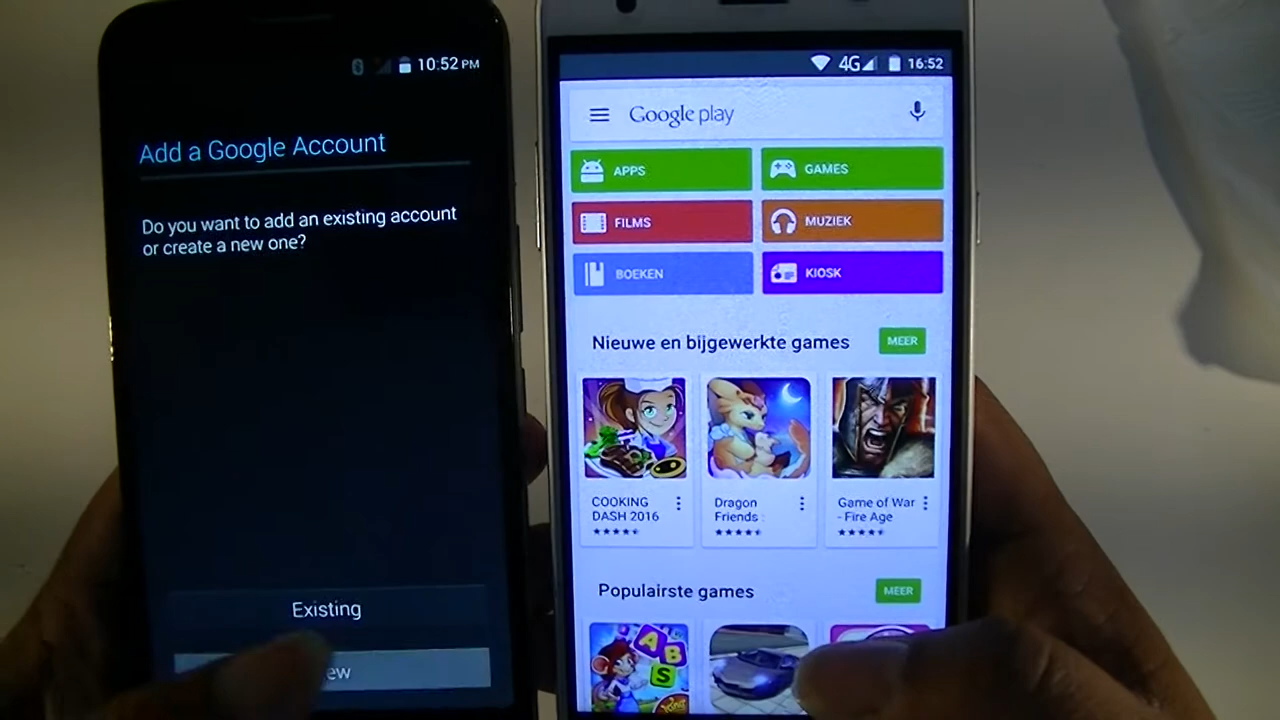 10:52 PM
Add a Google Account
Do you want to add an existing account
or create a new one?
Existing
4G 16:52
Google play
APPS
GAMES
FILMS
MUZIEK
BOEKEN
KIOSK
Nieuwe en bijgewerkte games
MEER
COOKING
DASH 2016
Dragon
Friends :
Game of War
- Fire Age
Populairste games
MEER
A
B
S